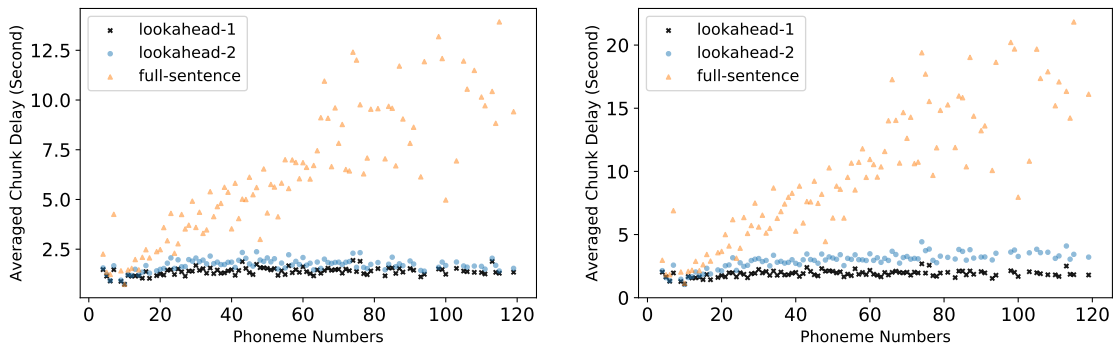 Averaged Chunk Delay (Second)
12.5
10.0
7.5
5.0
2.5
lookahead-1
lookahead-2
full-sentence
0 20 40 60 80 100 120
Phoneme Numbers
Averaged Chunk Delay (Second)
20
15
10
5
0
lookahead-1
lookahead-2
full-sentence
0 20 40 60 80 100 120
Phoneme Numbers